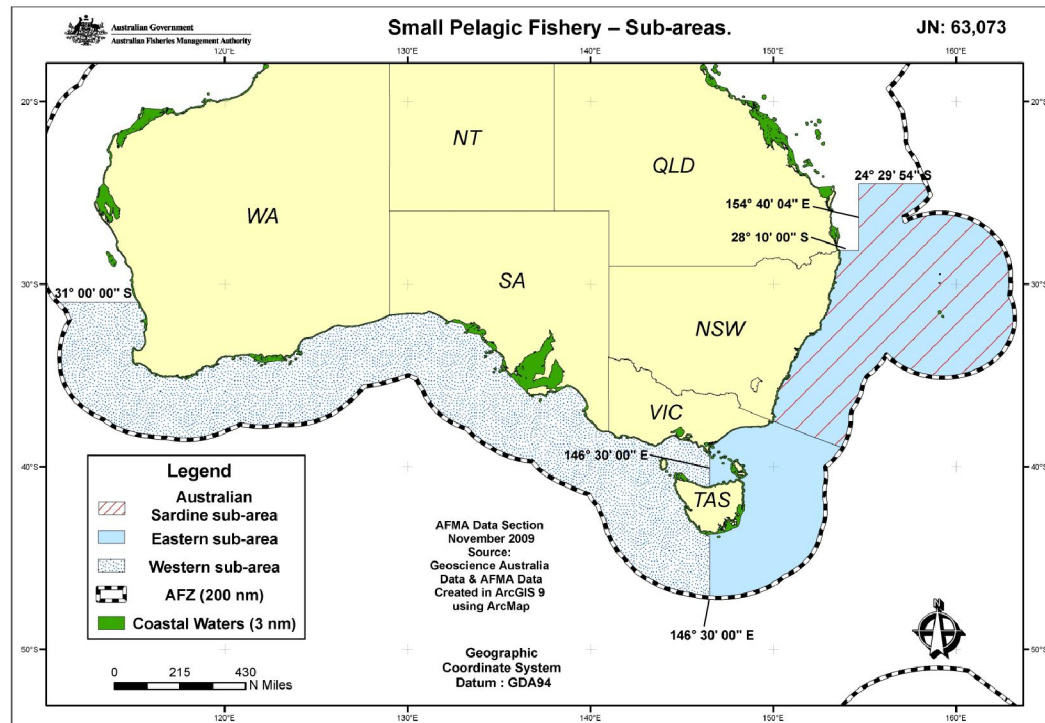 Australian Government
Australian Fisheries Management Authority
Small Pelagic Fishery – Sub-areas.
JN: 63,073
120°E
130°E
140°E
150°E
160°E
20°S
20°S
NT
QLD
WA
24° 29' 54" S
154° 40' 04" E
28° 10' 00" S
SA
30°S
31° 00' 00" S
30°S
NSW
VIC
146° 30' 00" E
40°S
40°S
TAS
Legend
Australian
Sardine sub-area
Eastern sub-area
Western sub-area
AFZ (200 nm)
Coastal Waters (3 nm)
AFMA Data Section
November 2009
Source:
Geoscience Australia
Data & AFMA Data
Created in ArcGIS 9
using ArcMap
146° 30' 00" E
50°S
50°S
0 215 430
N Miles
Geographic
Coordinate System
Datum : GDA94
120°E
130°E
140°E
150°E
160°E